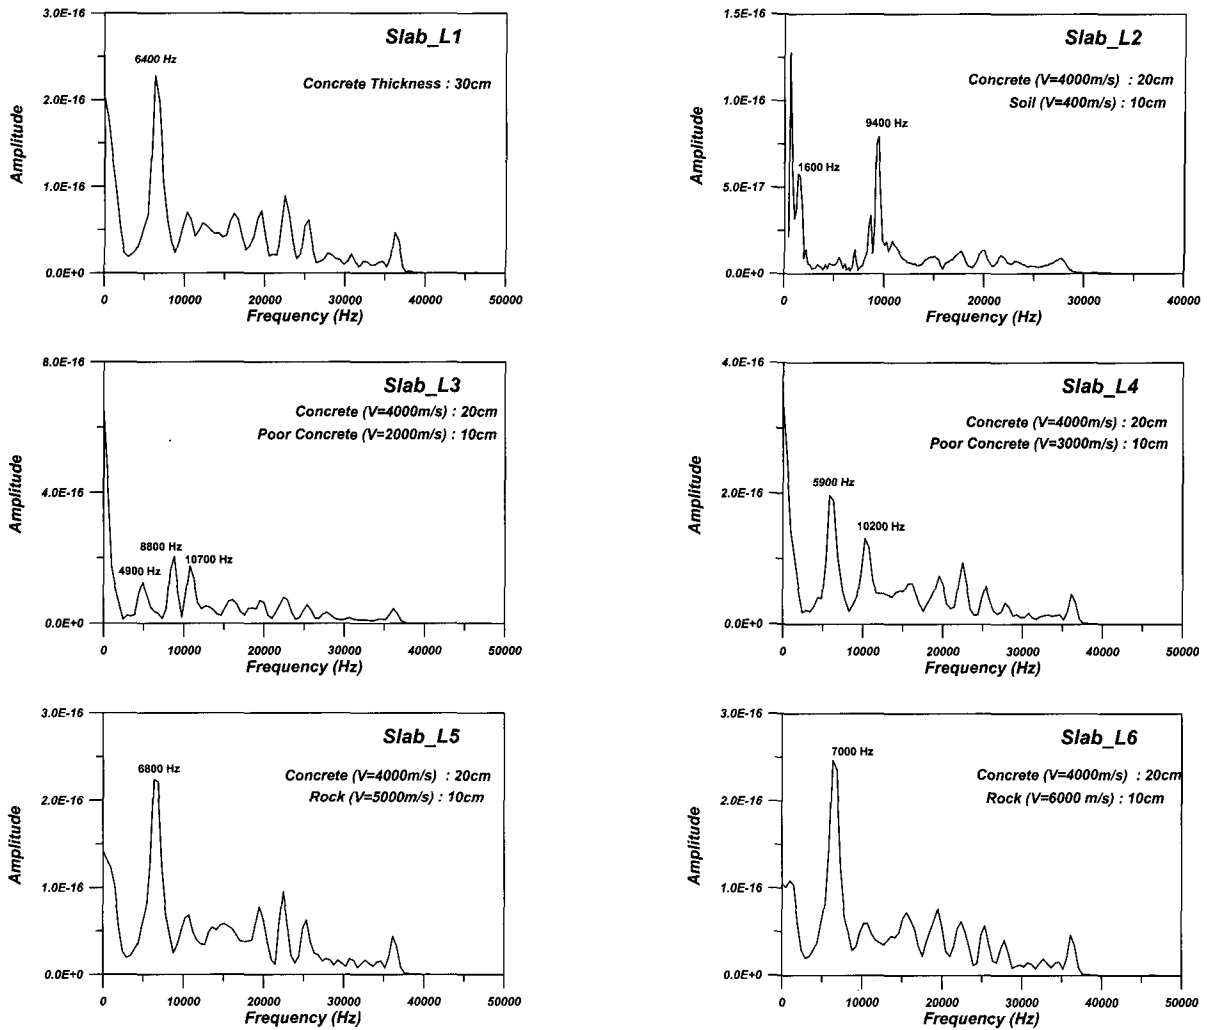 3.0E-16
Slab_L1
6400 Hz
Concrete Thickness : 30cm
2.0E-16
Amplitude
1.0E-16
0.0E+0
0
10000
20000
30000
40000
50000
Frequency (Hz)
1.5E-16
Slab_L2
Concrete (V=4000m/s) : 20cm
Soil (V=400m/s) : 10cm
1.0E-16
9400 Hz
Amplitude
1600 Hz
5.0E-17
0.0E+0
0
10000
20000
30000
40000
Frequency (Hz)
8.0E-16
Slab_L3
Concrete (V=4000m/s) : 20cm
Poor Concrete (V=2000m/s) : 10cm
Amplitude
4.0E-16
8800 Hz
10700 Hz
4900 Hz
0.0E+0
0
10000
20000
30000
40000
50000
Frequency (Hz)
4.0E-16
Slab_L4
Concrete (V=4000m/s) : 20cm
Poor Concrete (V=3000m/s) : 10cm
5900 Hz
Amplitude
2.0E-16
10200 Hz
0.0E+0
0
10000
20000
30000
40000
50000
Frequency (Hz)
3.0E-16
Slab_L5
6800 Hz
Concrete (V=4000m/s) : 20cm
Rock (V=5000m/s) : 10cm
2.0E-16
Amplitude
1.0E-16
0.0E+0
0
10000
20000
30000
40000
50000
Frequency (Hz)
3.0E-16
Slab_L6
7000 Hz
Concrete (V=4000m/s) : 20cm
Rock (V=6000 m/s) : 10cm
2.0E-16
Amplitude
1.0E-16
0.0E+0
0
10000
20000
30000
40000
50000
Frequency (Hz)